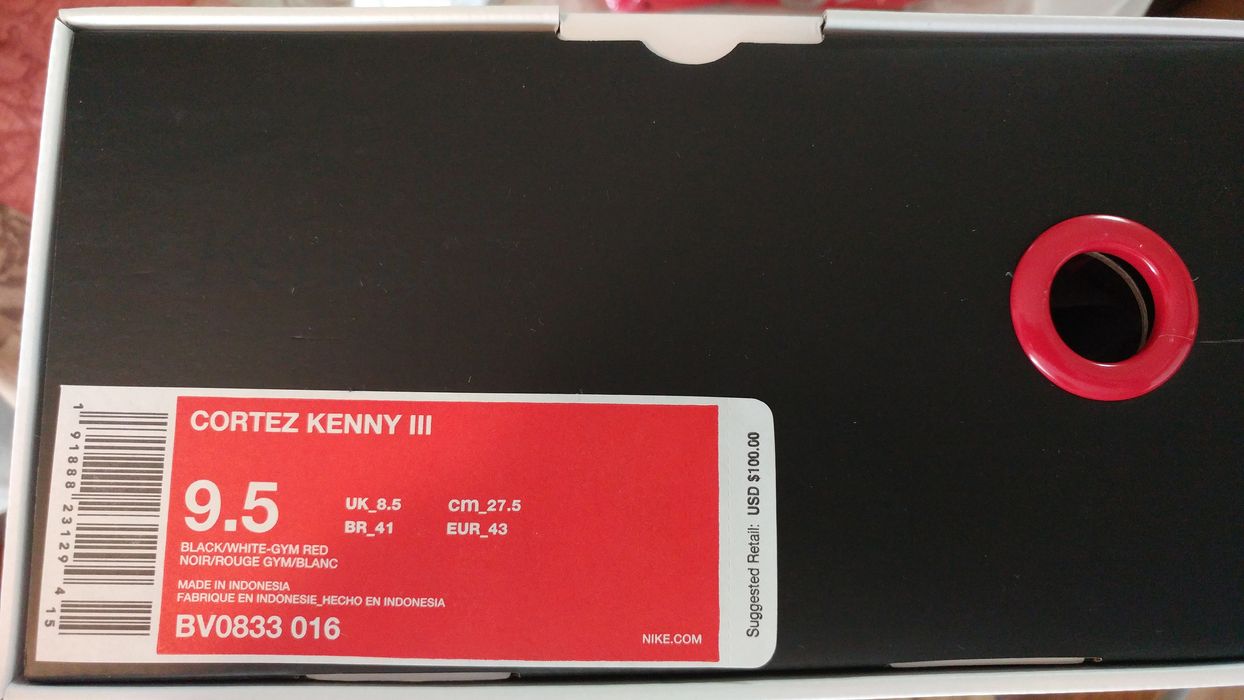 CORTEZ KENNY III
9.5
UK_8.5 cm_27.5
BR_41 EUR_43
BLACK/WHITE-GYM RED
NOIR/ROUGE GYM/BLANC
MADE IN INDONESIA
FABRIQUE EN INDONESIE_HECHO EN INDONESIA
BV0833 016
NIKE.COM
1 91888 23129 4 15
Suggested Retail: USD $100.00